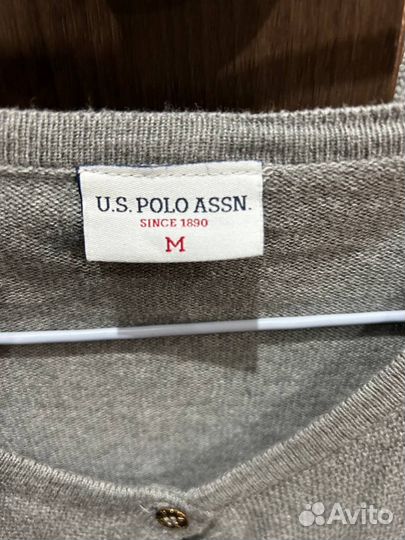 U.S. POLO ASSN.
SINCE 1890
M
Avito